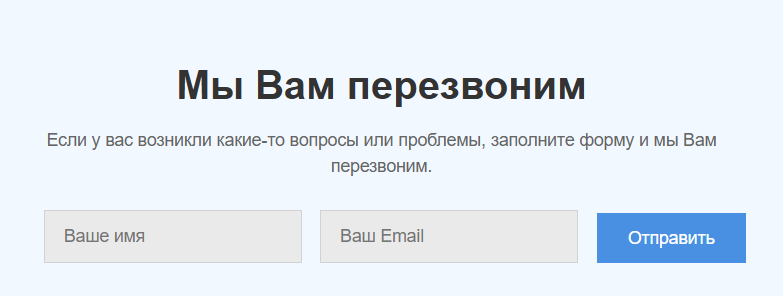 Мы Вам перезвоним
Если у вас возникли какие-то вопросы или проблемы, заполните форму и мы Вам
перезвоним.
Ваше имя
Ваш Email
Отправить